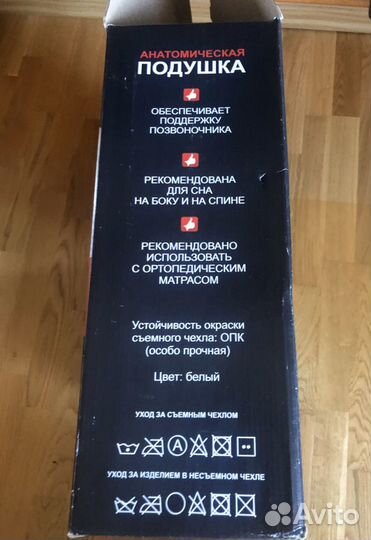 АНАТОМИЧЕСКАЯ
ПОДУШКА
ОБЕСПЕЧИВАЕТ
ПОДДЕРЖКУ
ПОЗВОНОЧНИКА
РЕКОМЕНДОВАНА
ДЛЯ СНА
НА БОКУ И НА СПИНЕ
РЕКОМЕНДОВАНО
ИСПОЛЬЗОВАТЬ
С ОРТОПЕДИЧЕСКИМ
МАТРАСОМ
Устойчивость окраски
съемного чехла: ОПК
(особо прочная)
Цвет: белый
УХОД ЗА СЪЕМНЫМ ЧЕХЛОМ
A
УХОД ЗА ИЗДЕЛИЕМ В НЕСЪЕМНОМ ЧЕХЛЕ
Avito